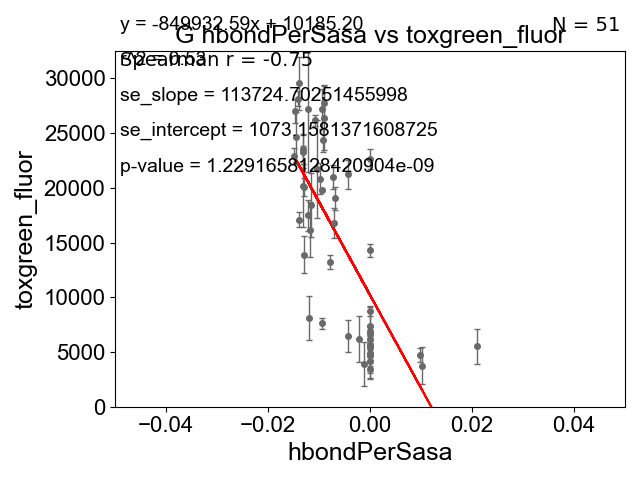 y = -849932.59x + 10185.20
N = 51
G hbondPerSasa vs toxgreen_fluor
r^2 = 0.53
Spearman r = -0.75
se_slope = 113724.70251455998
se_intercept = 1073.1581371608725
p-value = 1.2291658128420904e-09
30000
25000
20000
15000
10000
5000
0
toxgreen_fluor
−0.04
−0.02
0.00
0.02
0.04
hbondPerSasa